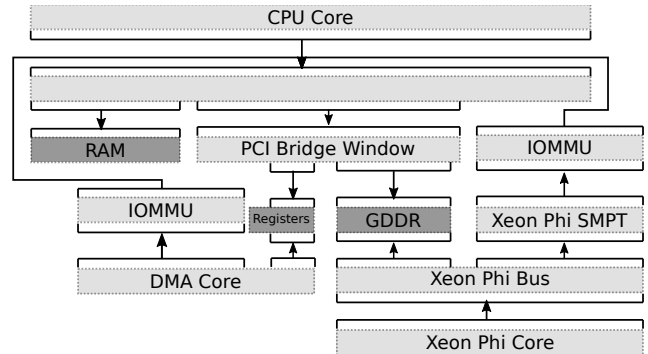 CPU Core
RAM
PCI Bridge Window
IOMMU
IOMMU
Registers
GDDR
Xeon Phi SMPT
DMA Core
Xeon Phi Bus
Xeon Phi Core